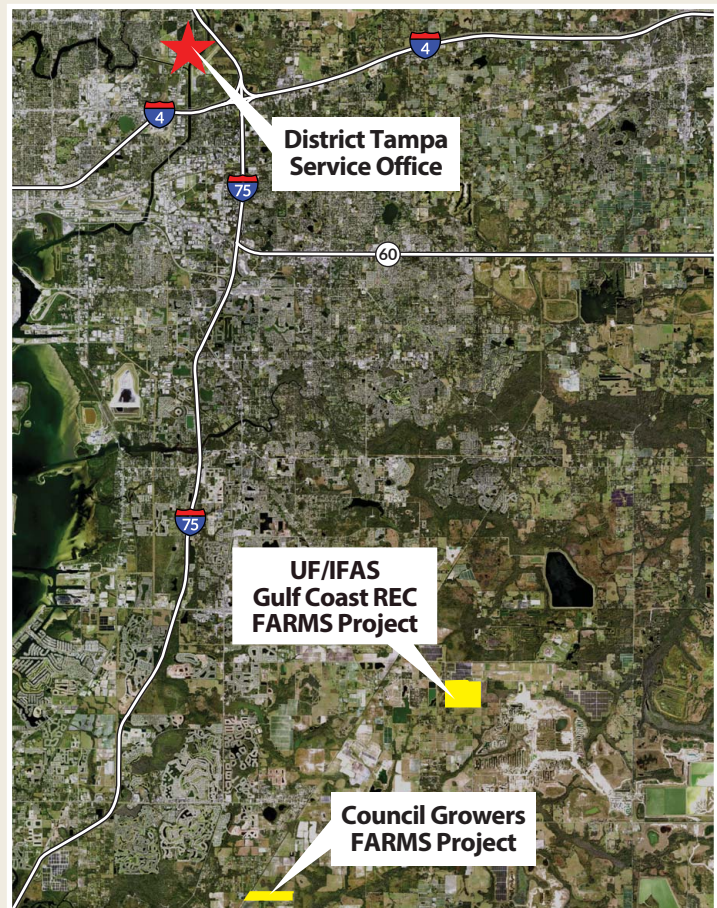 4
4
District Tampa
Service Office
75
60
75
UF/IFAS
Gulf Coast REC
FARMS Project
Council Growers
FARMS Project